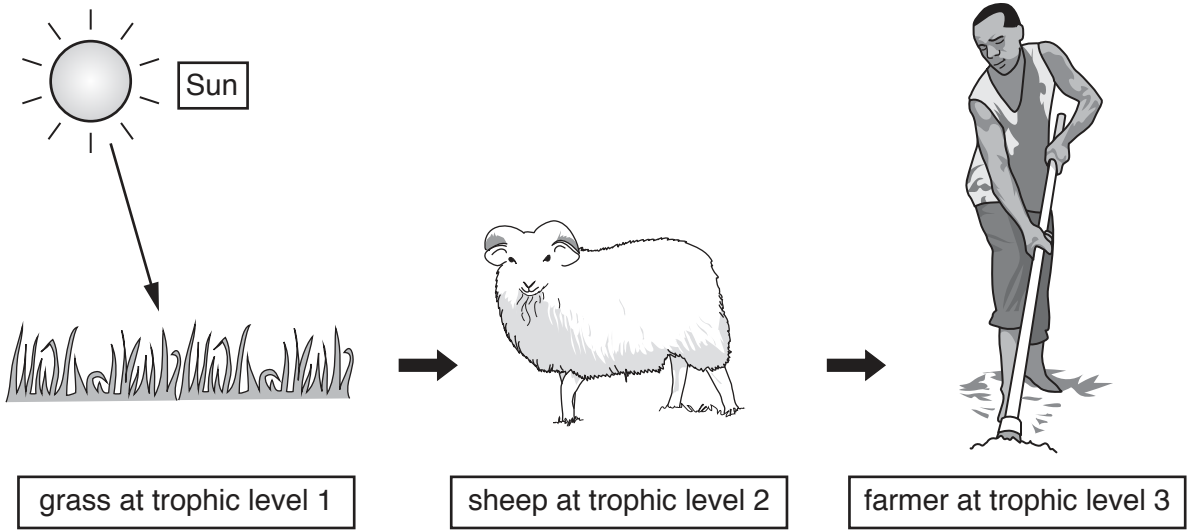 Sun
grass at trophic level 1
sheep at trophic level 2
farmer at trophic level 3